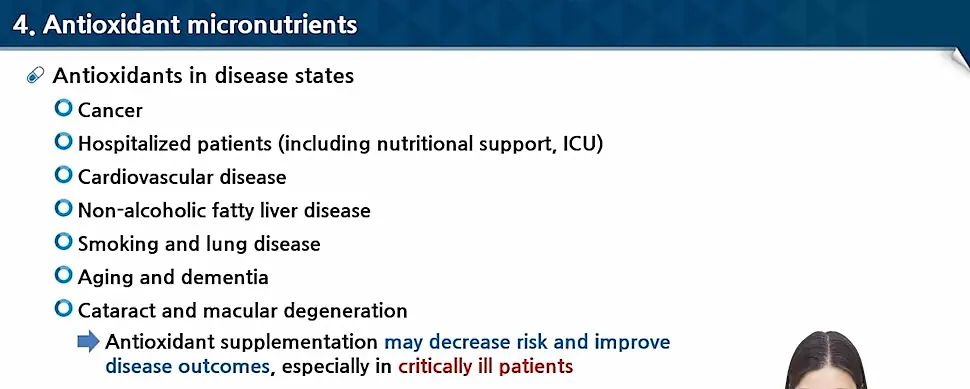 4. Antioxidant micronutrients
Antioxidants in disease states
Cancer
Hospitalized patients (including nutritional support, ICU)
Cardiovascular disease
Non-alcoholic fatty liver disease
Smoking and lung disease
Aging and dementia
Cataract and macular degeneration
Antioxidant supplementation may decrease risk and improve
disease outcomes, especially in critically ill patients